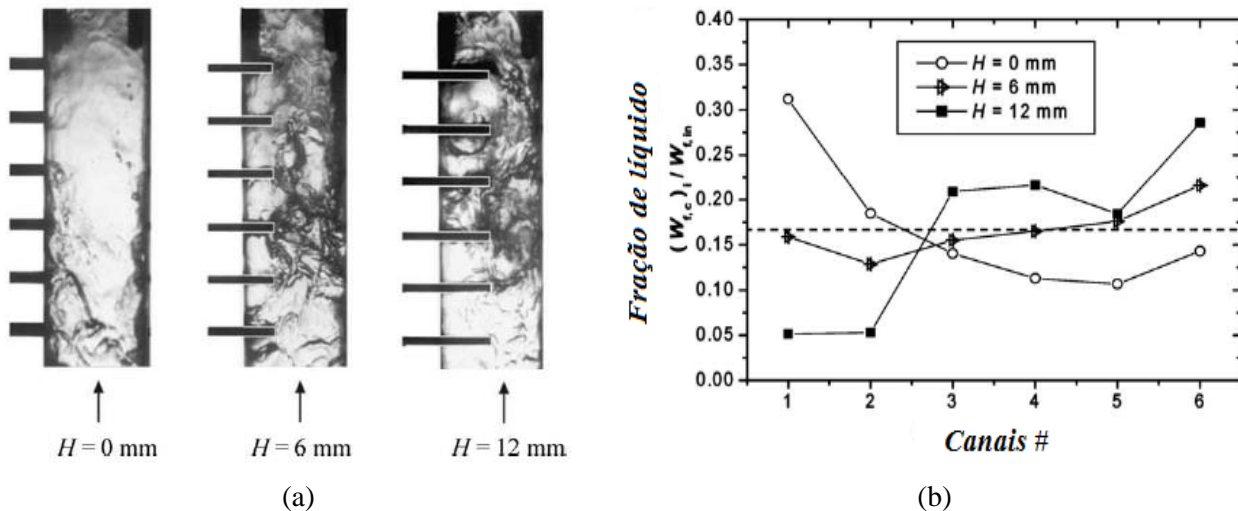 H = 0 mm
H = 6 mm
H = 12 mm
(a)
Fração de líquido
(W_{f,c})_i / W_{f,in}
0.40
0.35
0.30
0.25
0.20
0.15
0.10
0.05
0.00
H = 0 mm
H = 6 mm
H = 12 mm
1 2 3 4 5 6
Canais #
(b)